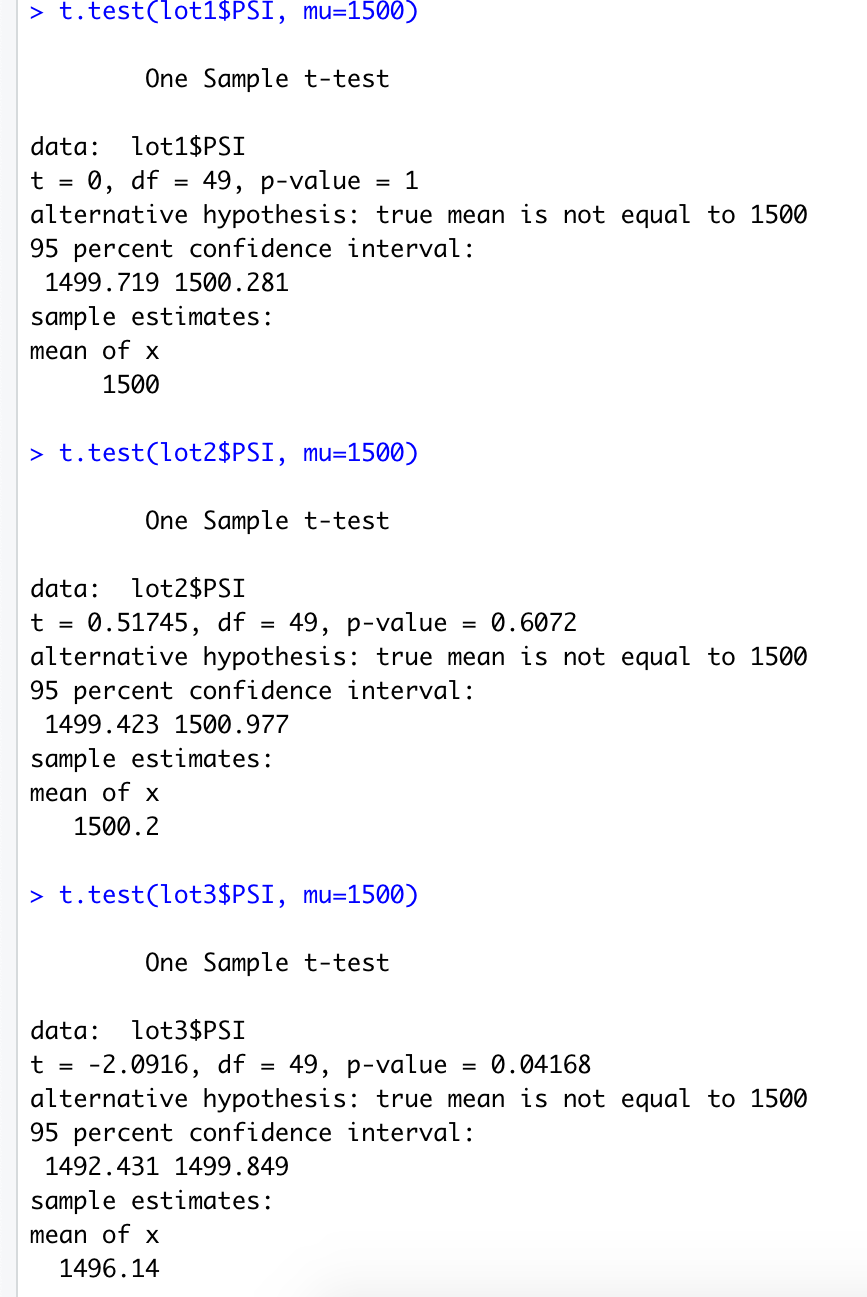 > t.test(lot1$PSI, mu=1500)
One Sample t-test
data:  lot1$PSI
t = 0, df = 49, p-value = 1
alternative hypothesis: true mean is not equal to 1500
95 percent confidence interval:
1499.719 1500.281
sample estimates:
mean of x
1500
> t.test(lot2$PSI, mu=1500)
One Sample t-test
data:  lot2$PSI
t = 0.51745, df = 49, p-value = 0.6072
alternative hypothesis: true mean is not equal to 1500
95 percent confidence interval:
1499.423 1500.977
sample estimates:
mean of x
1500.2
> t.test(lot3$PSI, mu=1500)
One Sample t-test
data:  lot3$PSI
t = -2.0916, df = 49, p-value = 0.04168
alternative hypothesis: true mean is not equal to 1500
95 percent confidence interval:
1492.431 1499.849
sample estimates:
mean of x
1496.14